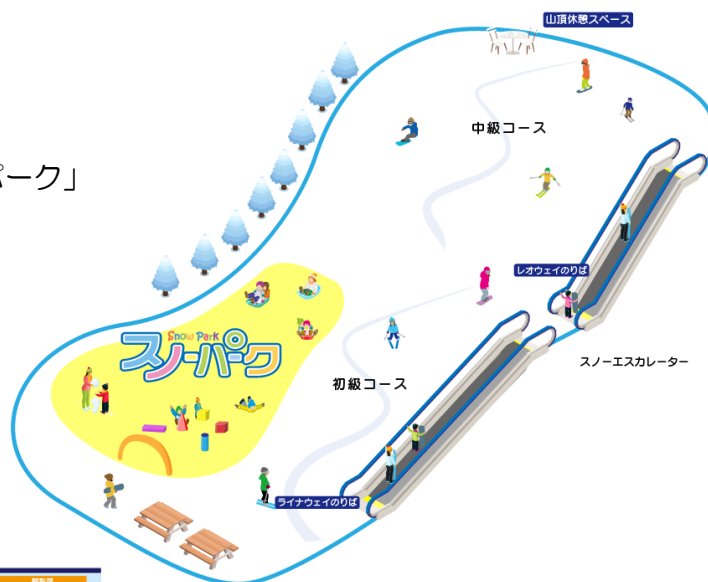 山頂休憩スペース
中級コース
パーク」
レオウェイのりば
Snow Park
スノーパーク
スノーエスカレーター
初級コース
ライナウェイのりば